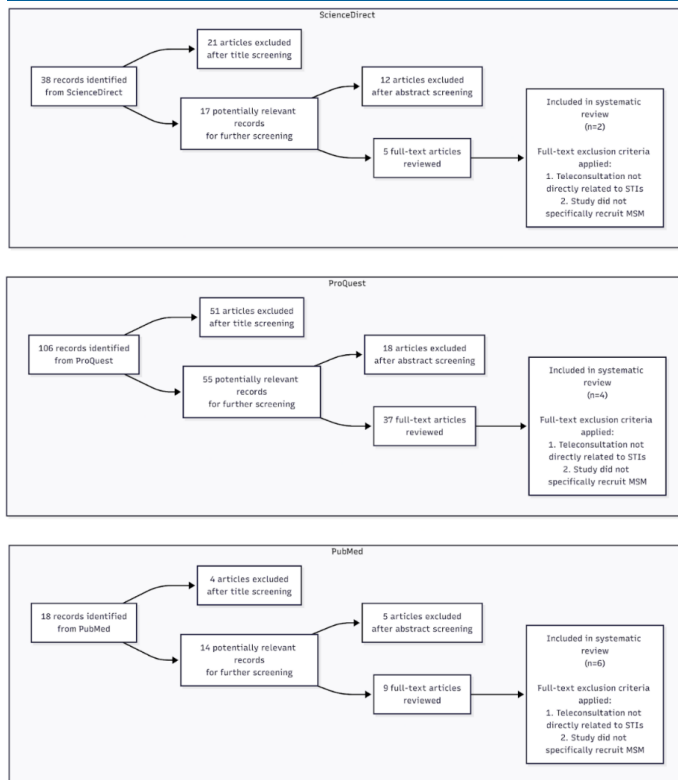 ScienceDirect
21 articles excluded
after title screening
38 records identified
from ScienceDirect
12 articles excluded
after abstract screening
17 potentially relevant
records
for further screening
5 full-text articles
reviewed
Included in systematic
review
(n=2)
Full-text exclusion criteria
applied:
1. Teleconsultation not
directly related to STIs
2. Study did not
specifically recruit MSM
ProQuest
51 articles excluded
after title screening
106 records identified
from ProQuest
18 articles excluded
after abstract screening
55 potentially relevant
records
for further screening
37 full-text articles
reviewed
Included in systematic
review
(n=4)
Full-text exclusion criteria
applied:
1. Teleconsultation not
directly related to STIs
2. Study did not
specifically recruit MSM
PubMed
4 articles excluded
after title screening
18 records identified
from PubMed
5 articles excluded
after abstract screening
14 potentially relevant
records
for further screening
9 full-text articles
reviewed
Included in systematic
review
(n=6)
Full-text exclusion criteria
applied:
1. Teleconsultation not
directly related to STIs
2. Study did not
specifically recruit MSM